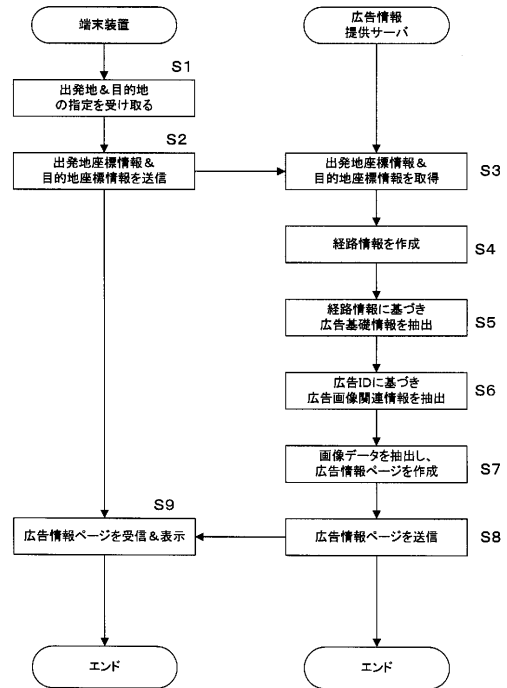 端末装置
広告情報
提供サーバ
S1
出発地＆目的地
の指定を受け取る
S2
出発地座標情報＆
目的地座標情報を送信
出発地座標情報＆
目的地座標情報を取得
S3
経路情報を作成
S4
経路情報に基づき
広告基礎情報を抽出
S5
広告IDに基づき
広告画像関連情報を抽出
S6
画像データを抽出し、
広告情報ページを作成
S7
S9
広告情報ページを受信＆表示
広告情報ページを送信
S8
エンド
エンド